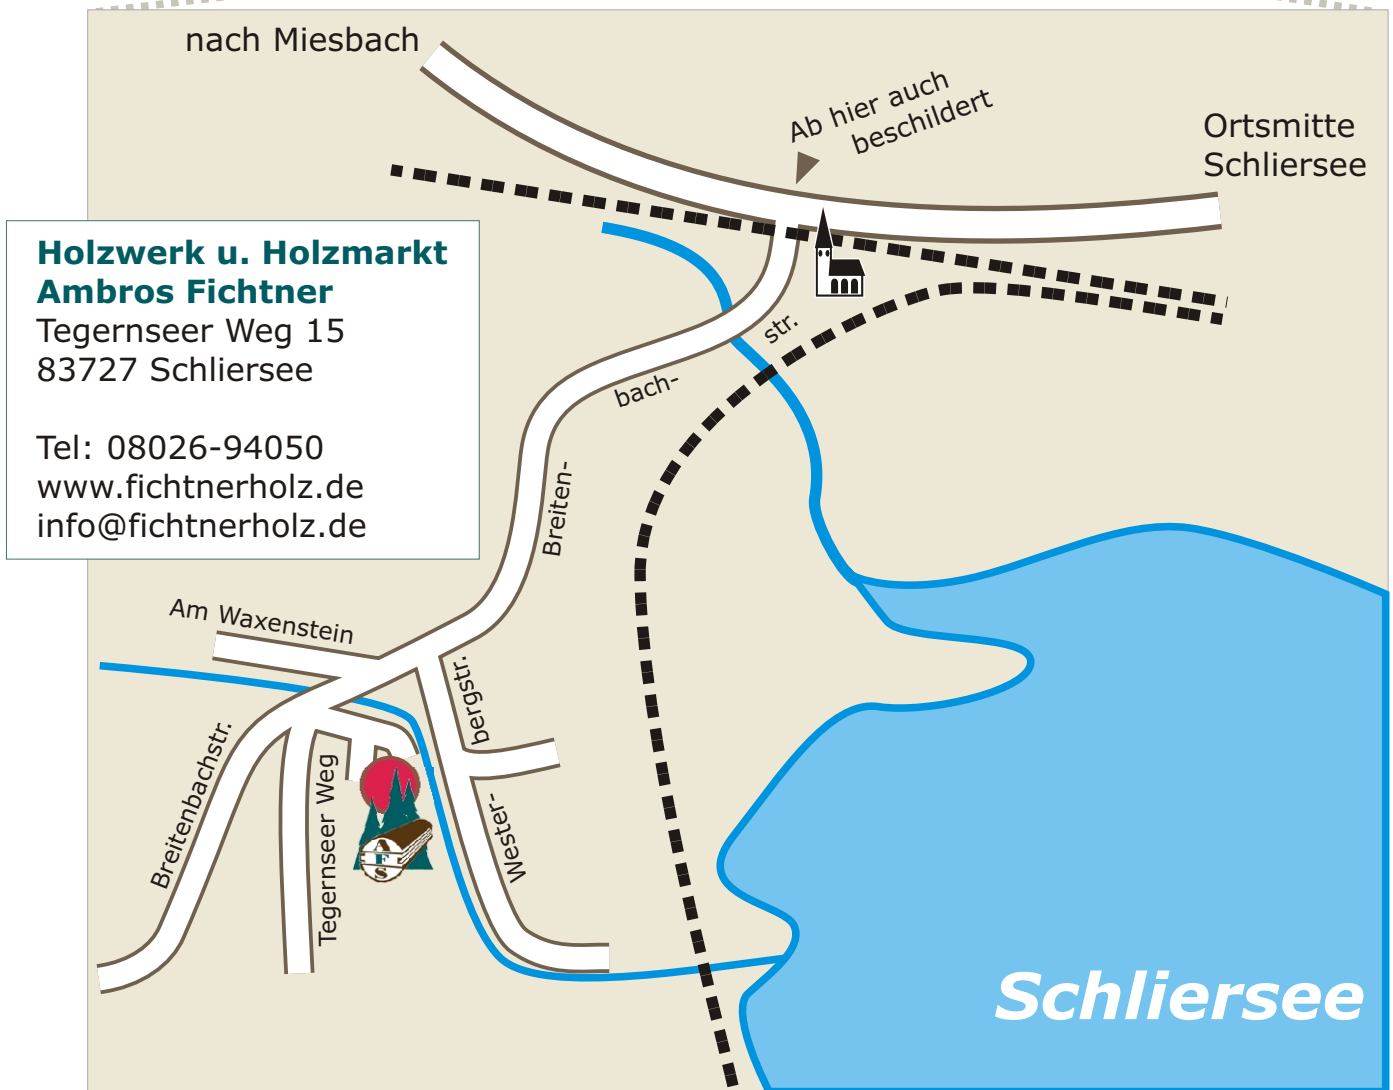 nach Miesbach
Ab hier auch
beschildert
Ortsmitte
Schliersee
Holzwerk u. Holzmarkt
Ambros Fichtner
Tegernseer Weg 15
83727 Schliersee
Tel: 08026-94050
www.fichtnerholz.de
info@fichtnerholz.de
str.
bach-
Breiten-
Am Waxenstein
bergstr.
Wester-
Breitenbachstr.
Tegernseer Weg
A
F
S
Schliersee